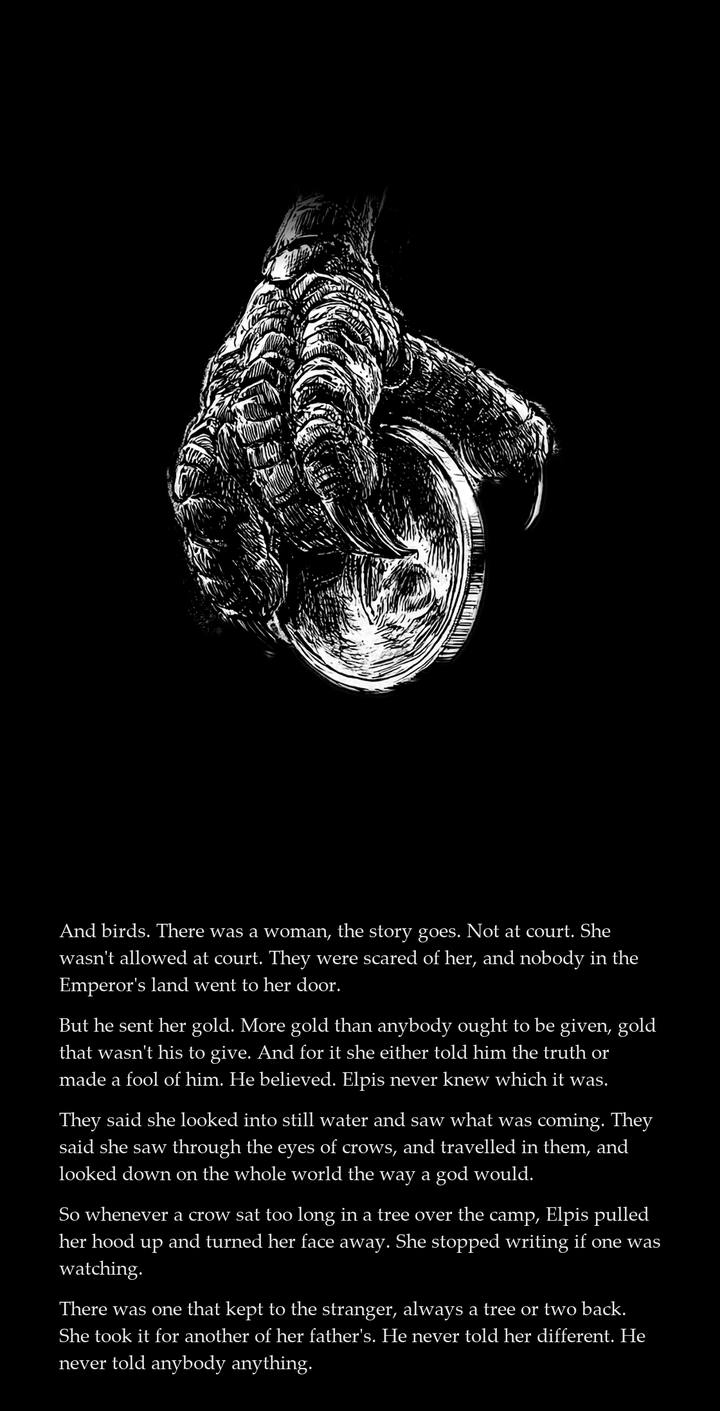 And birds. There was a woman, the story goes. Not at court. She
wasn't allowed at court. They were scared of her, and nobody in the
Emperor's land went to her door.
But he sent her gold. More gold than anybody ought to be given, gold
that wasn't his to give. And for it she either told him the truth or
made a fool of him. He believed. Elpis never knew which it was.
They said she looked into still water and saw what was coming. They
said she saw through the eyes of crows, and travelled in them, and
looked down on the whole world the way a god would.
So whenever a crow sat too long in a tree over the camp, Elpis pulled
her hood up and turned her face away. She stopped writing if one was
watching.
There was one that kept to the stranger, always a tree or two back.
She took it for another of her father's. He never told her different. He
never told anybody anything.